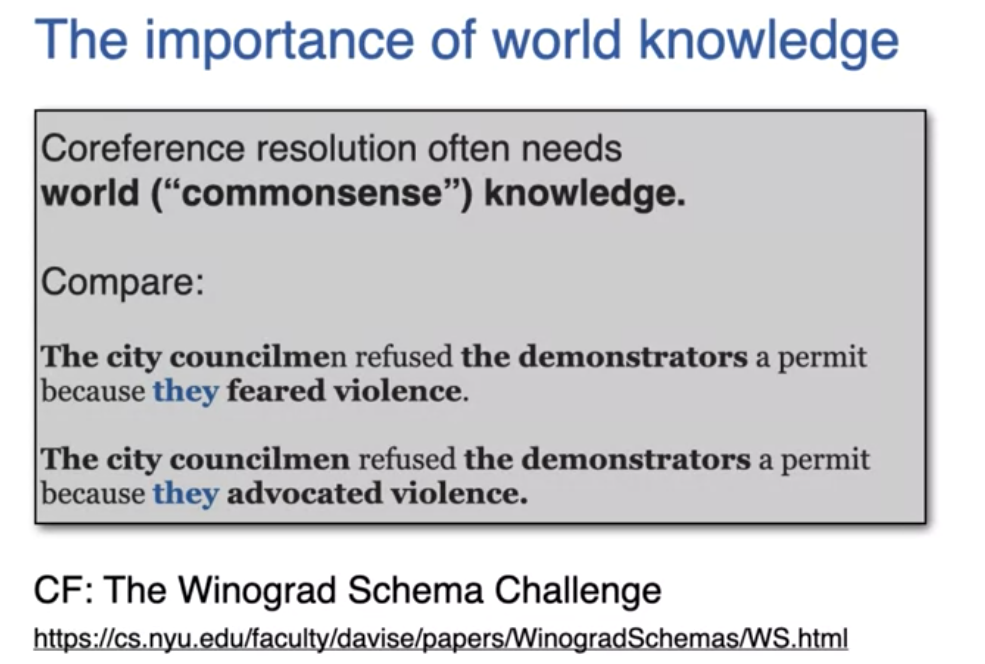 The importance of world knowledge
Coreference resolution often needs
world (“commonsense”) knowledge.
Compare:
The city councilmen refused the demonstrators a permit
because they feared violence.
The city councilmen refused the demonstrators a permit
because they advocated violence.
CF: The Winograd Schema Challenge
https://cs.nyu.edu/faculty/davise/papers/WinogradSchemas/WS.html